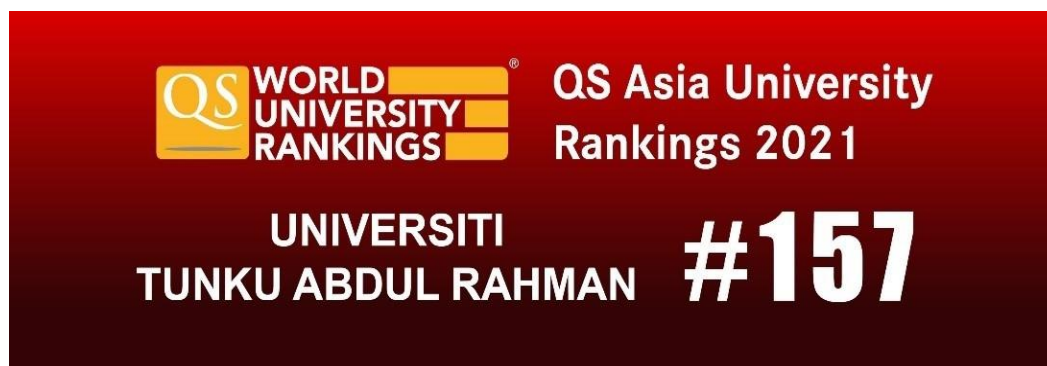 QS WORLD
UNIVERSITY
RANKINGS ®
QS Asia University
Rankings 2021
UNIVERSITI
TUNKU ABDUL RAHMAN
#157